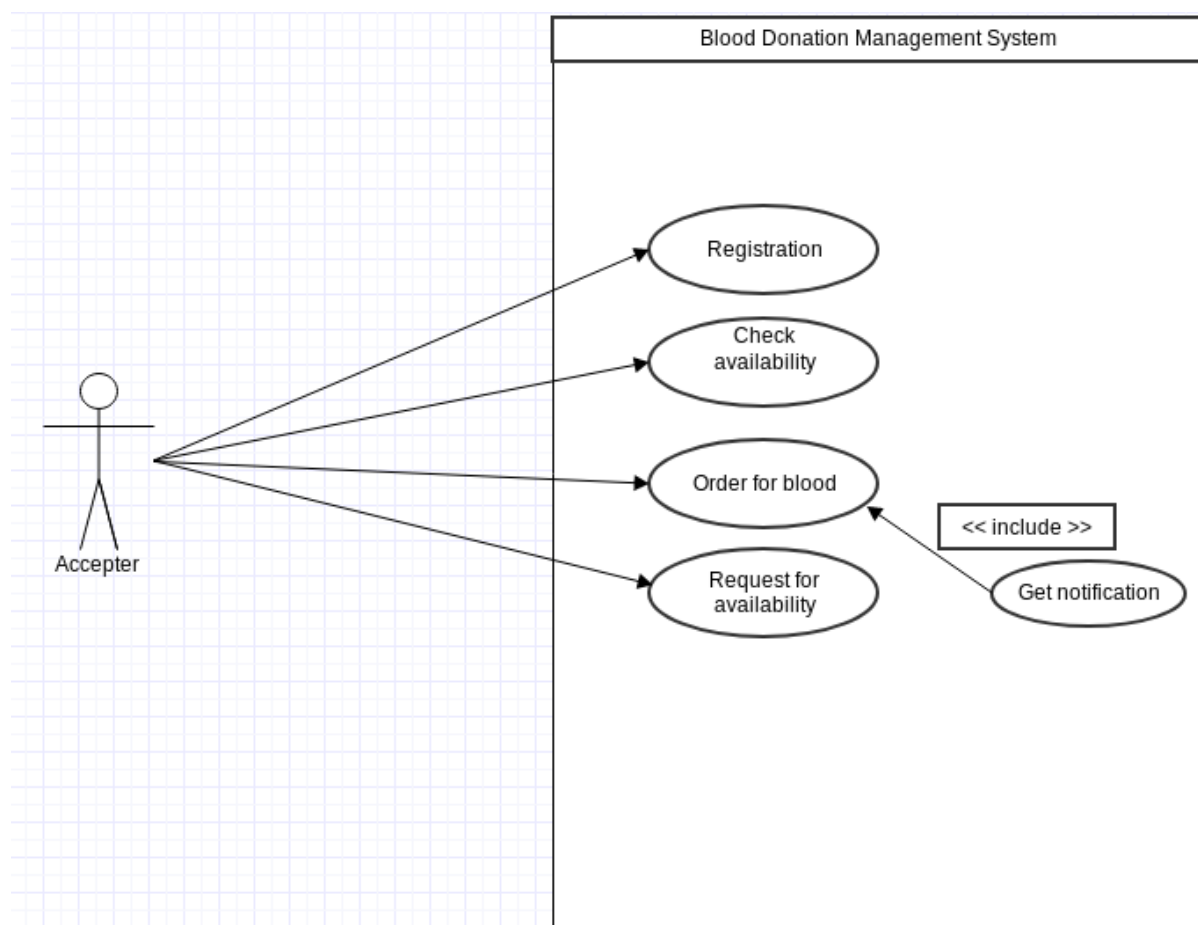 Blood Donation Management System
Registration
Check
availability
Order for blood
<< include >>
Request for
availability
Get notification
Accepter